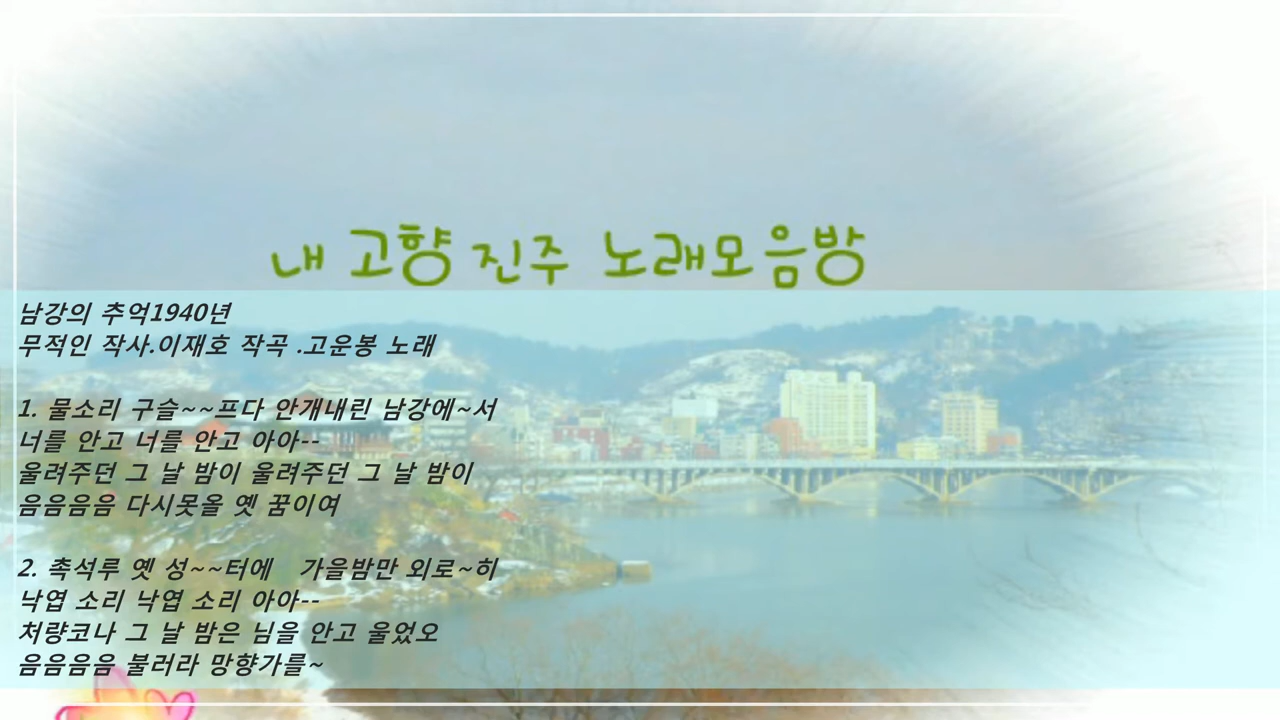 내 고향 진주 노래모음방
남강의 추억1940년
무적인 작사.이재호 작곡 .고운봉 노래
1. 물소리 구슬~~프다 안개내린 남강에~서
너를 안고 너를 안고 아아--
울려주던 그 날 밤이 울려주던 그 날 밤이
음음음음 다시못올 옛 꿈이여
2. 촉석루 옛 성~~터에 가을밤만 외로~히
낙엽 소리 낙엽 소리 아아--
처량코나 그 날 밤은 님을 안고 울었오
음음음음 불러라 망향가를~